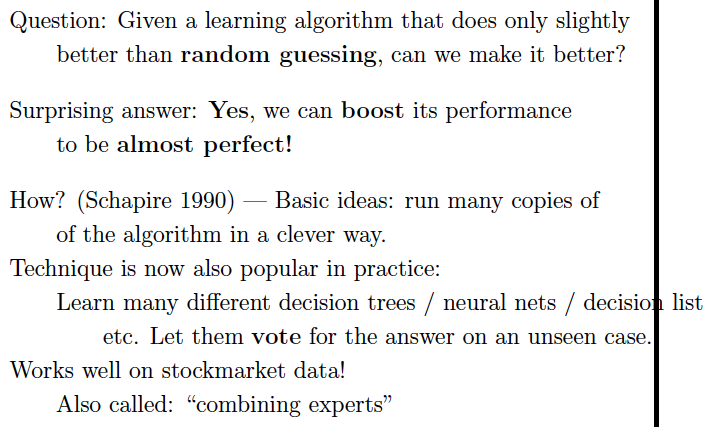 Question: Given a learning algorithm that does only slightly
better than random guessing, can we make it better?
Surprising answer: Yes, we can boost its performance
to be almost perfect!
How? (Schapire 1990) — Basic ideas: run many copies of
of the algorithm in a clever way.
Technique is now also popular in practice:
Learn many different decision trees / neural nets / decision list
etc. Let them vote for the answer on an unseen case.
Works well on stockmarket data!
Also called: “combining experts”